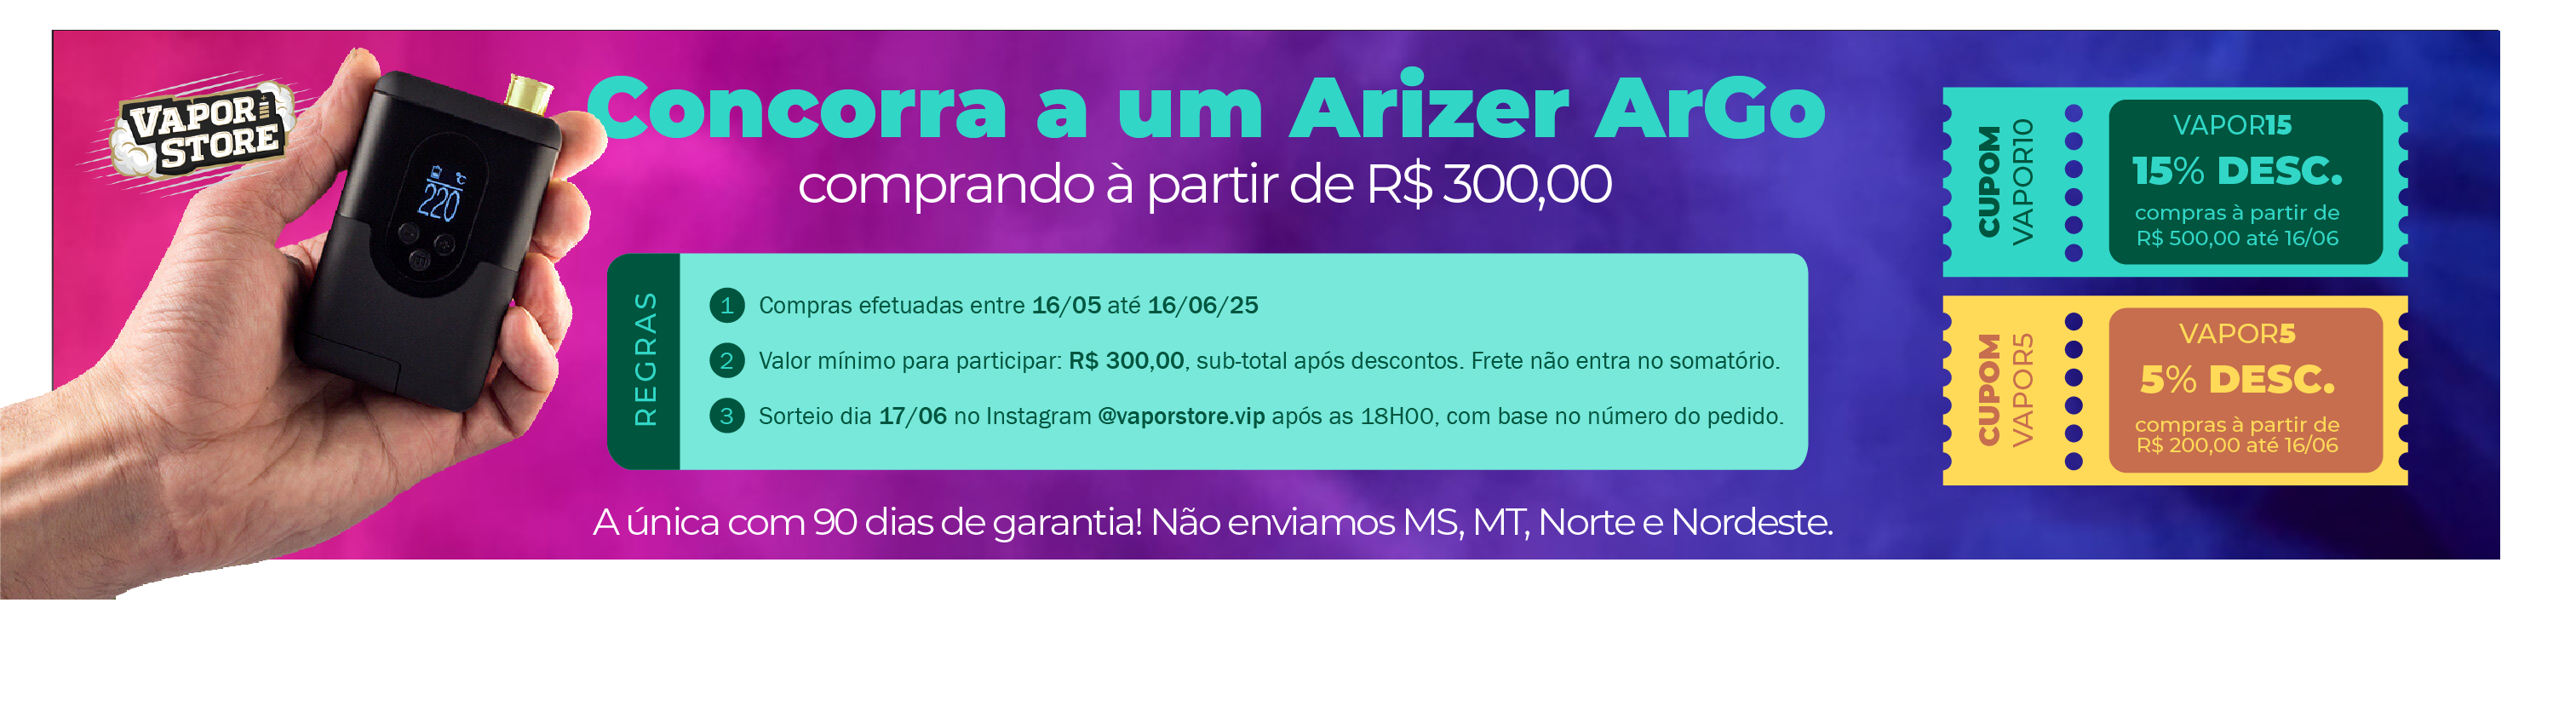 VAPOR
STORE
°C
220
Concorra a um Arizer ArGo
comprando à partir de R$ 300,00
REGRAS
1 Compras efetuadas entre 16/05 até 16/06/25
2 Valor mínimo para participar: R$ 300,00, sub-total após descontos. Frete não entra no somatório.
3 Sorteio dia 17/06 no Instagram @vaporstore.vip após as 18H00, com base no número do pedido.
A única com 90 dias de garantia! Não enviamos MS, MT, Norte e Nordeste.
CUPOM
VAPOR10
VAPOR15
15% DESC.
compras à partir de
R$ 500,00 até 16/06
CUPOM
VAPOR5
VAPOR5
5% DESC.
compras à partir de
R$ 200,00 até 16/06